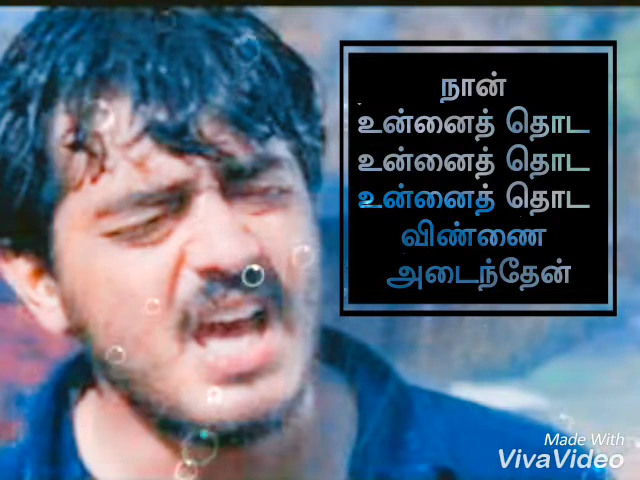 நான்
உன்னைத் தொட
உன்னைத் தொட
உன்னைத் தொட
விண்ணை
அடைந்தேன்
Made With
VivaVideo